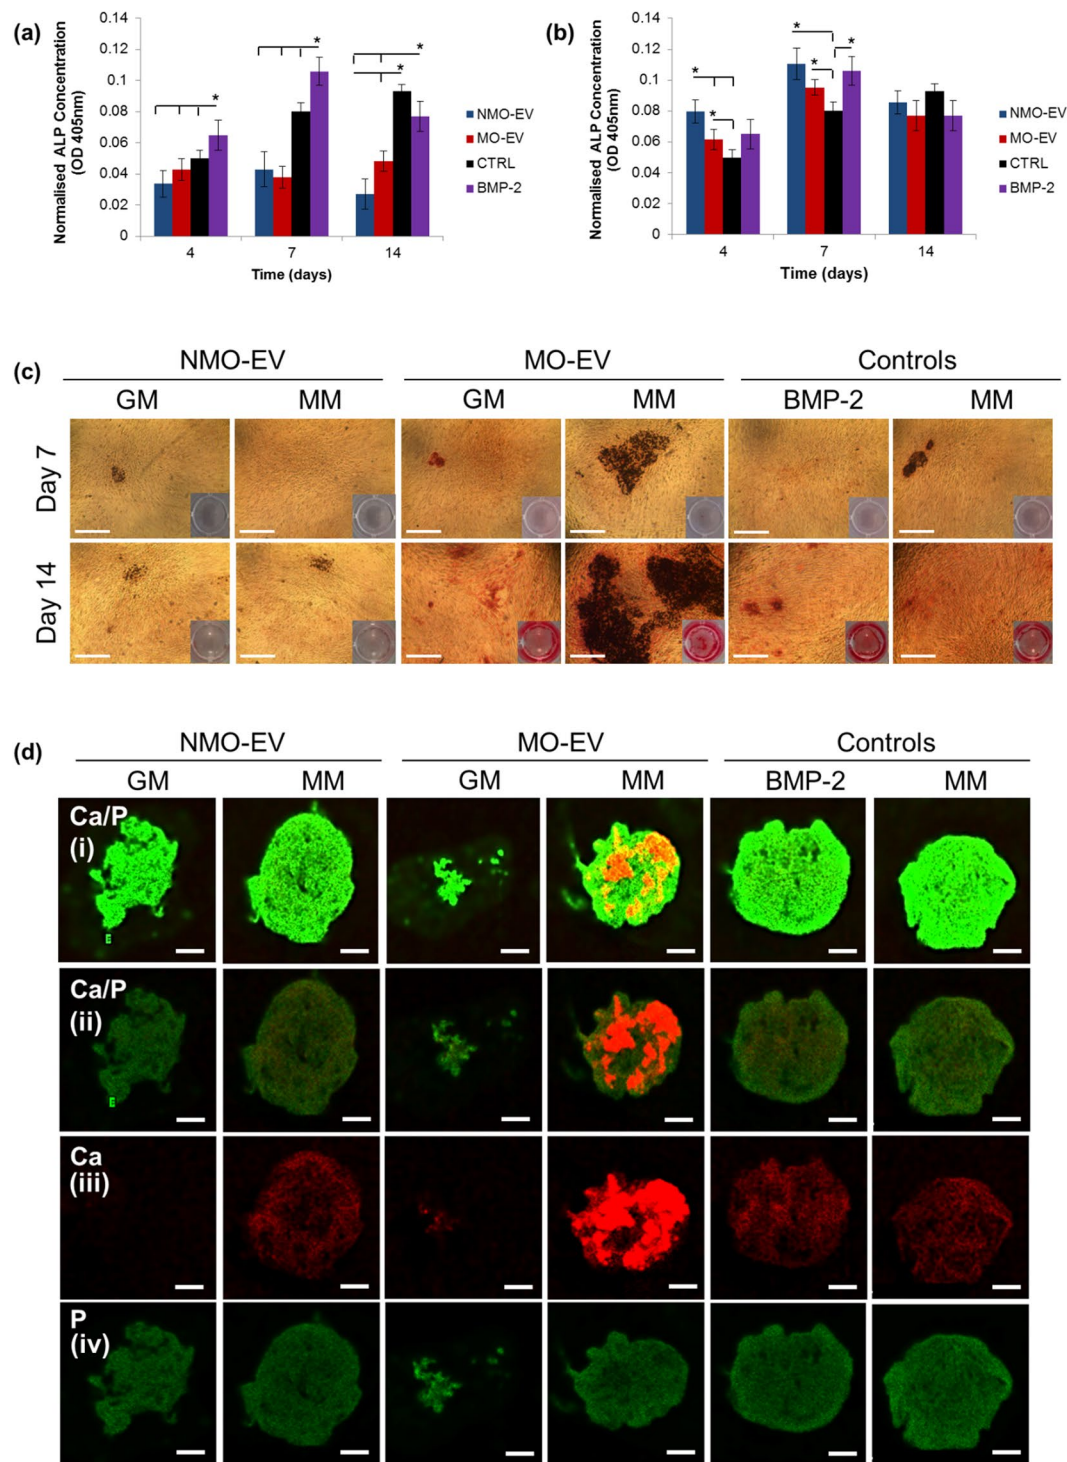 (a)
Normalised ALP Concentration
(OD 405nm)
0.14
0.12
0.1
0.08
0.06
0.04
0.02
0
* * * *
4 7 14
Time (days)
NMO-EV
MO-EV
CTRL
BMP-2
(b)
Normalised ALP Concentration
(OD 405nm)
0.14
0.12
0.1
0.08
0.06
0.04
0.02
0
* * * * *
4 7 14
Time (days)
NMO-EV
MO-EV
CTRL
BMP-2
(c)
NMO-EV MO-EV Controls
GM MM GM MM BMP-2 MM
Day 7
Day 14
(d)
NMO-EV MO-EV Controls
GM MM GM MM BMP-2 MM
Ca/P
(i)
E
Ca/P
(ii)
E
Ca
(iii)
P
(iv)